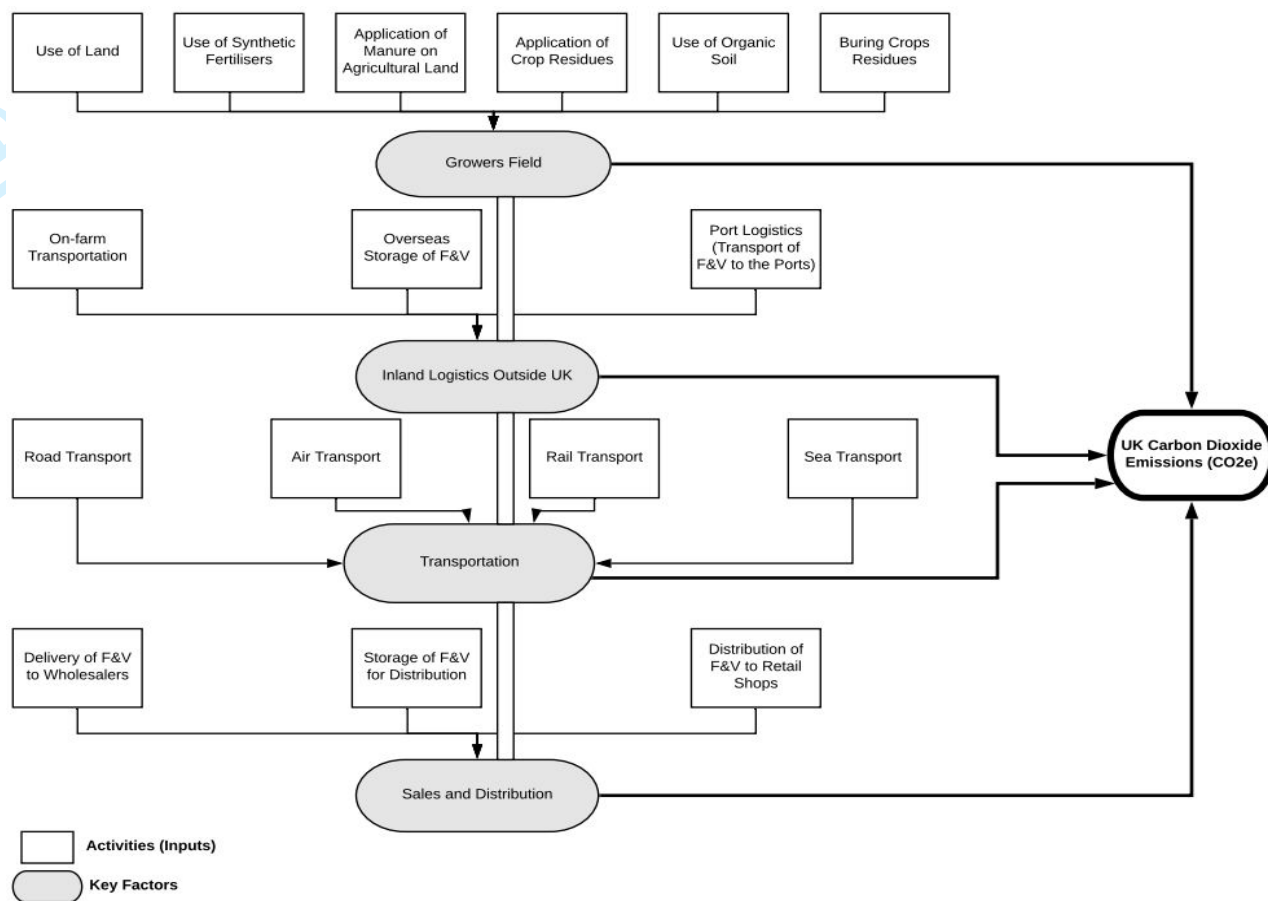 Use of Land
Use of Synthetic
Fertilisers
Application of
Manure on
Agricultural Land
Application of
Crop Residues
Use of Organic
Soil
Buring Crops
Residues
Growers Field
On-farm
Transportation
Overseas
Storage of F&V
Port Logistics
(Transport of
F&V to the Ports)
Inland Logistics Outside UK
Road Transport
Air Transport
Rail Transport
Sea Transport
UK Carbon Dioxide
Emissions (CO2e)
Transportation
Delivery of F&V
to Wholesalers
Storage of F&V
for Distribution
Distribution of
F&V to Retail
Shops
Sales and Distribution
Activities (Inputs)
Key Factors